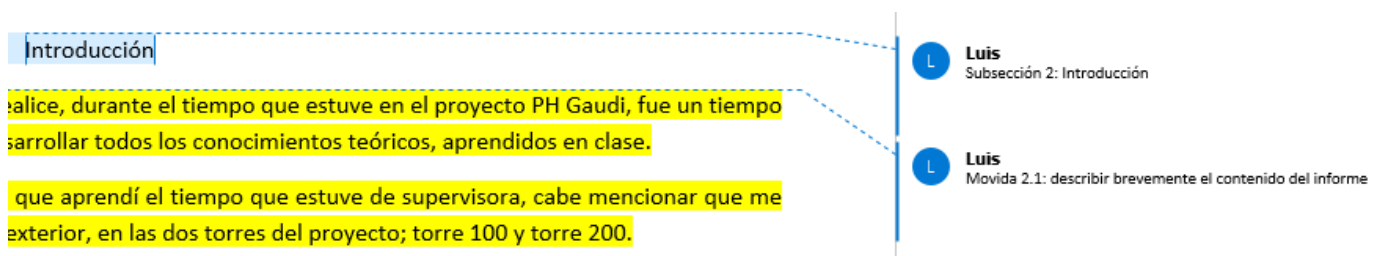 Introducción
ealice, durante el tiempo que estuve en el proyecto PH Gaudi, fue un tiempo
sarrollar todos los conocimientos teóricos, aprendidos en clase.
que aprendí el tiempo que estuve de supervisora, cabe mencionar que me
exterior, en las dos torres del proyecto; torre 100 y torre 200.
L
Luis
Subsección 2: Introducción
L
Luis
Movida 2.1: describir brevemente el contenido del informe